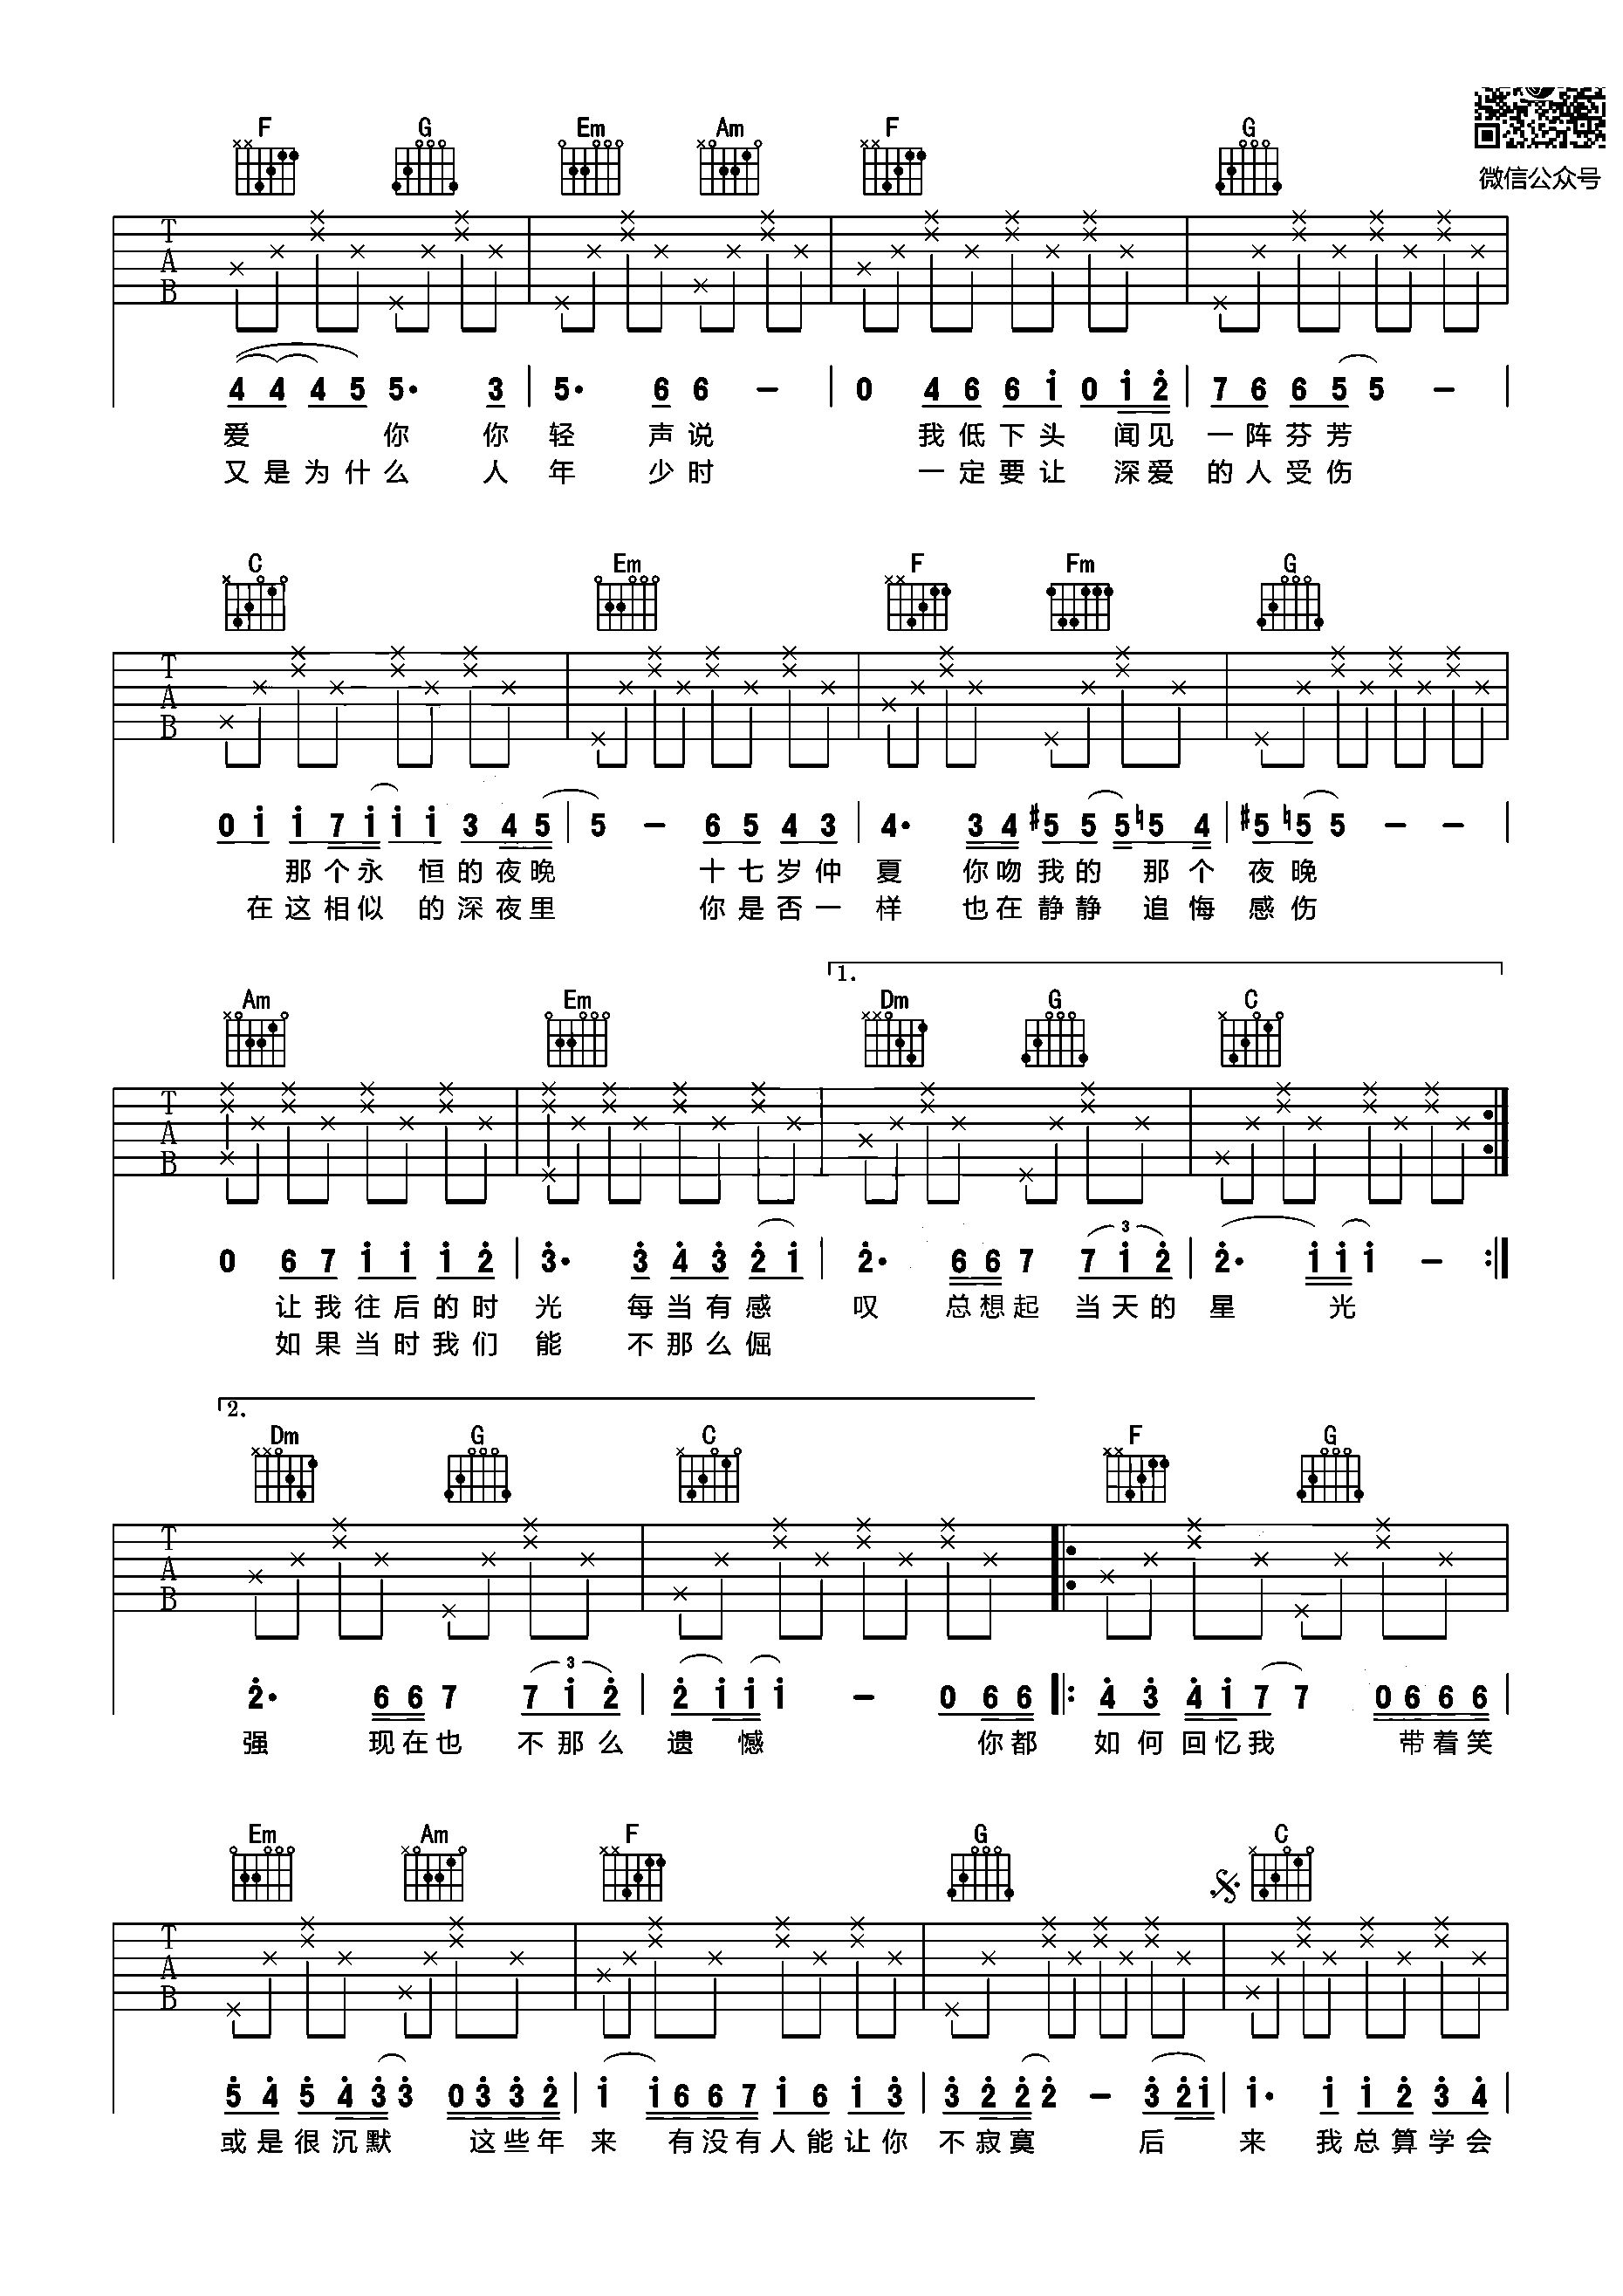 微信公众号
F G Em Am F G
T A B
4 4 4 5 5· 3 | 5· 6 6 – | 0 4 6 6 i 0 i 2̇ | 7 6 6 5 5 – |
爱 你 你 轻 声 说 我 低 下 头 闻 见 一 阵 芬 芳
又 是 为 什 么 人 年 少 时 一 定 要 让 深 爱 的 人 受 伤
C Em F Fm G
T A B
0 i i 7 i i i 3 4 5 | 5 – 6 5 4 3 | 4· 3 4 #5 5 5 ♮5 4 | #5 ♮5 5 – – |
那 个 永 恒 的 夜 晚 十 七 岁 仲 夏 你 吻 我 的 那 个 夜 晚
在 这 相 似 的 深 夜 里 你 是 否 一 样 也 在 静 静 追 悔 感 伤
1.
Am Em Dm G C
T A B
3
0 6 7 i i i 2̇ | 3̇· 3̇ 4̇ 3̇ 2̇ i | 2̇· 6 6 7 7 i 2̇ | 2̇· i i i – :|
让 我 往 后 的 时 光 每 当 有 感 叹 总 想 起 当 天 的 星 光
如 果 当 时 我 们 能 不 那 么 倔
2.
Dm G C F G
T A B
3
2̇· 6 6 7 7 i 2̇ | 2̇ i i i – 0 6 6 |: 4̇ 3̇ 4̇ i 7 7 0 6 6 6 |
强 现 在 也 不 那 么 遗 憾 你 都 如 何 回 忆 我 带 着 笑
Em Am F G C
T A B
5̇ 4̇ 5̇ 4̇ 3̇ 3̇ 0 3̇ 3̇ 2̇ | i i 6 6 7 i 6 i 3̇ | 3̇ 2̇ 2̇ 2̇ – 3̇ 2̇ i | i· i i 2̇ 3̇ 4̇ |
或 是 很 沉 默 这 些 年 来 有 没 有 人 能 让 你 不 寂 寞 后 来 我 总 算 学 会